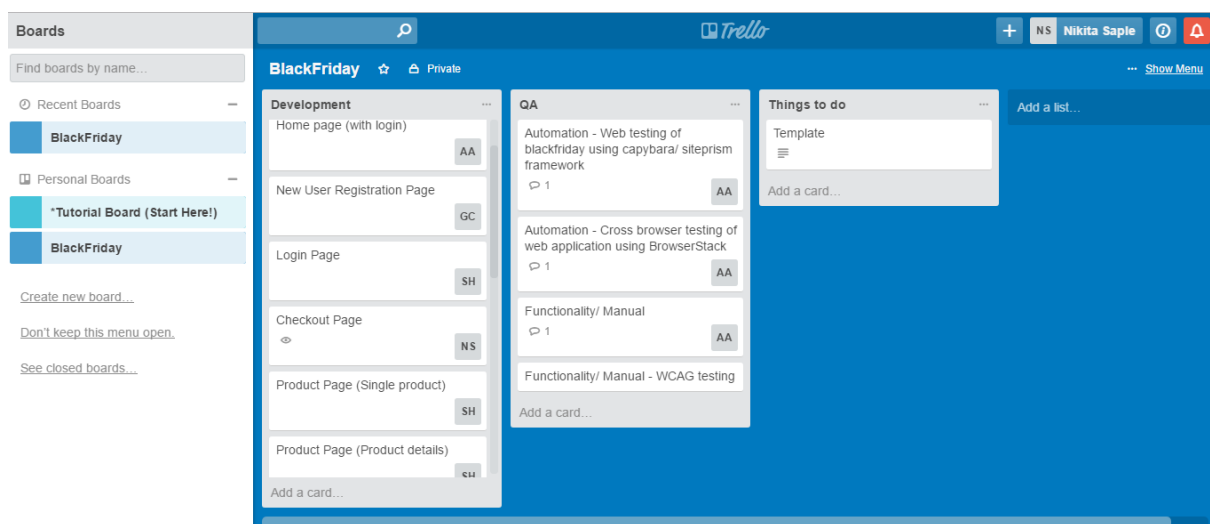 Boards
Find boards by name...
Recent Boards
BlackFriday
Personal Boards
*Tutorial Board (Start Here!)
BlackFriday
Create new board...
Don't keep this menu open.
See closed boards...
Trello
+ NS Nikita Saple
BlackFriday Private
... Show Menu
Development ...
Home page (with login)
AA
New User Registration Page
GC
Login Page
SH
Checkout Page
NS
Product Page (Single product)
SH
Product Page (Product details)
SH
Add a card...
QA ...
Automation - Web testing of
blackfriday using capybara/ siteprism
framework
1
AA
Automation - Cross browser testing of
web application using BrowserStack
1
AA
Functionality/ Manual
1
AA
Functionality/ Manual - WCAG testing
Add a card...
Things to do ...
Template
Add a card...
Add a list...